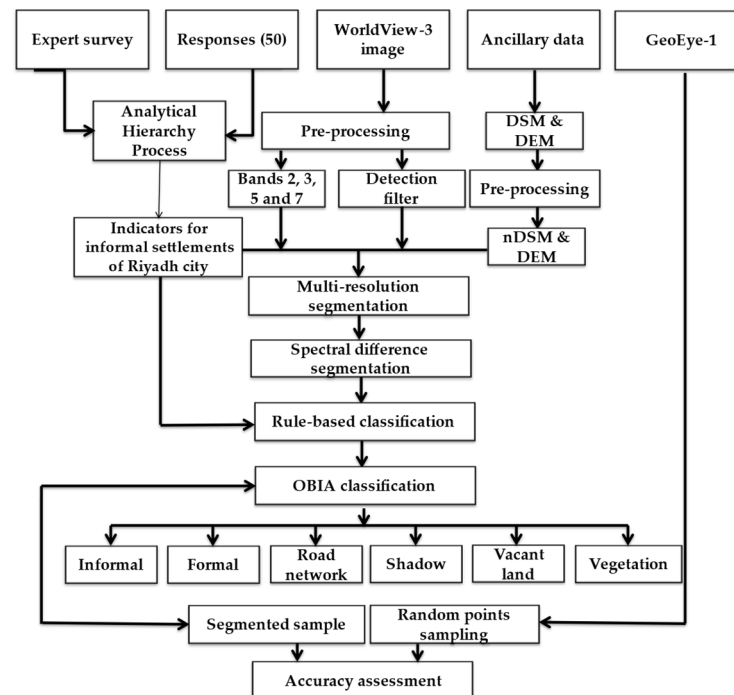 Expert survey
Responses (50)
WorldView-3
image
Ancillary data
GeoEye-1
Analytical
Hierarchy
Process
Pre-processing
DSM &
DEM
Bands 2, 3,
5 and 7
Detection
filter
Pre-processing
Indicators for
informal settlements
of Riyadh city
nDSM &
DEM
Multi-resolution
segmentation
Spectral difference
segmentation
Rule-based classification
OBIA classification
Informal
Formal
Road
network
Shadow
Vacant
land
Vegetation
Segmented sample
Random points
sampling
Accuracy assessment